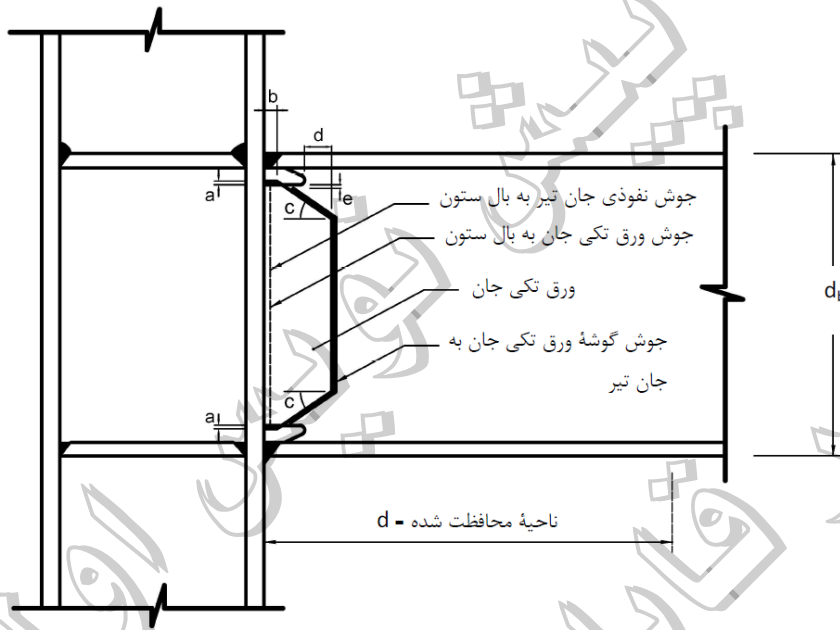 b
d
a
e
c
جوش نفوذی جان تیر به بال ستون
جوش ورق تکی جان به بال ستون
ورق تکی جان
جوش گوشهٔ ورق تکی جان به
جان تیر
c
a
ناحیهٔ محافظت شده - d